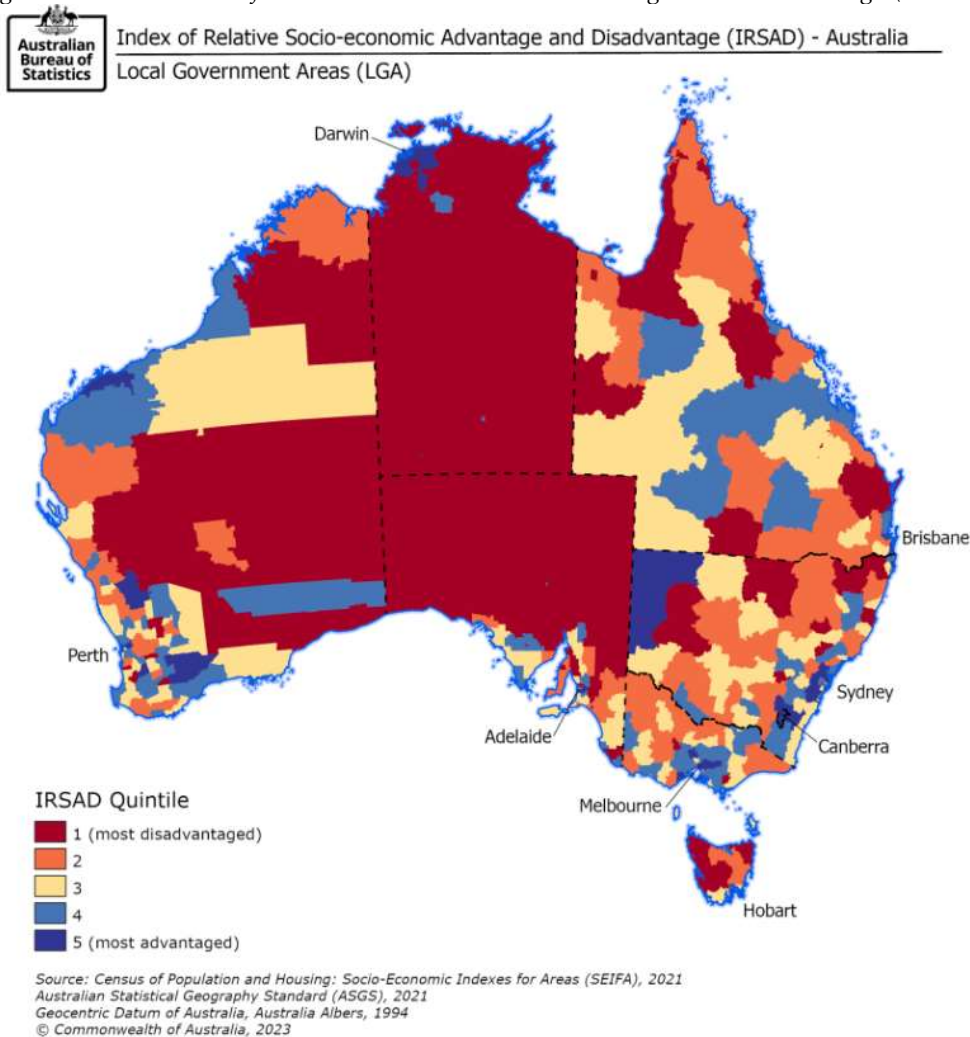 Australian
Bureau of
Statistics
Index of Relative Socio-economic Advantage and Disadvantage (IRSAD) - Australia
Local Government Areas (LGA)
Darwin
Brisbane
Perth
Sydney
Adelaide
Canberra
Melbourne
Hobart
IRSAD Quintile
1 (most disadvantaged)
2
3
4
5 (most advantaged)
Source: Census of Population and Housing: Socio-Economic Indexes for Areas (SEIFA), 2021
Australian Statistical Geography Standard (ASGS), 2021
Geocentric Datum of Australia, Australia Albers, 1994
© Commonwealth of Australia, 2023